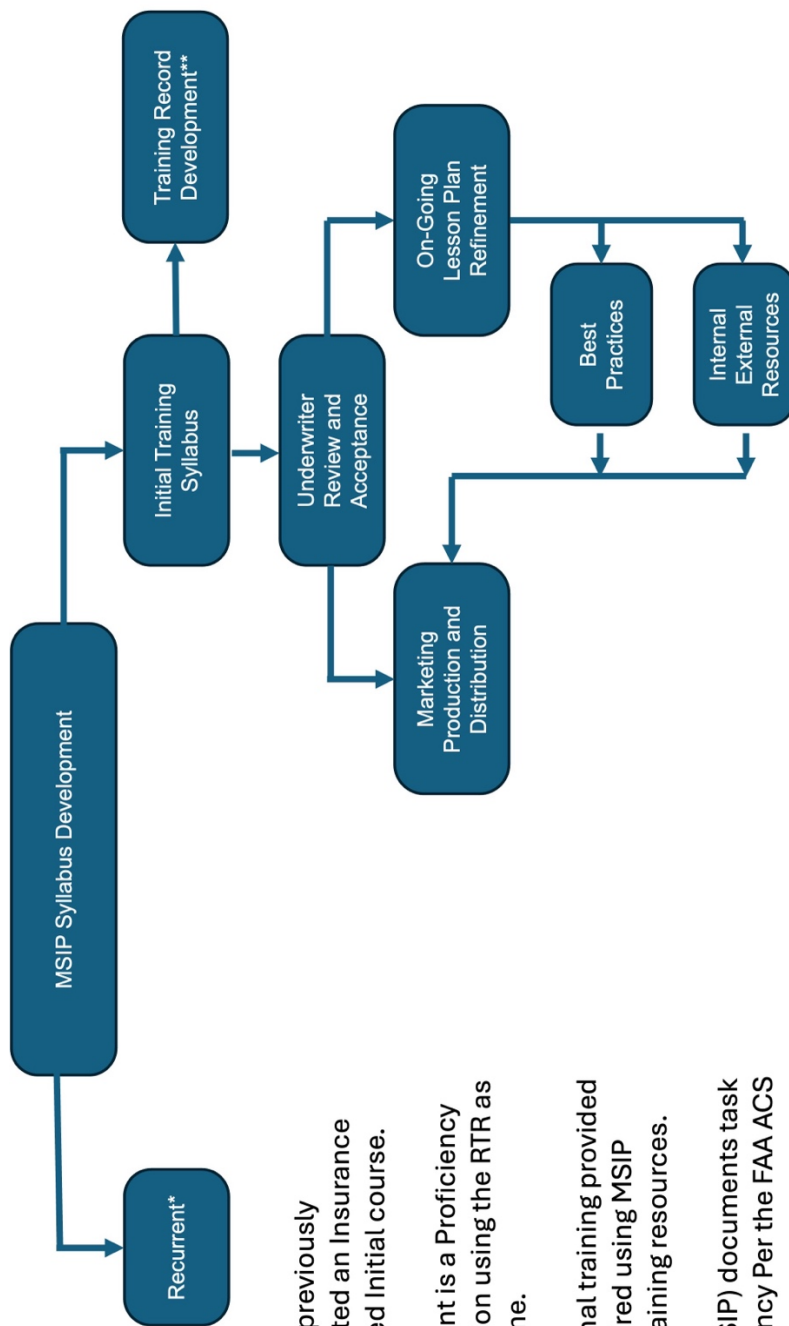 MSIP Syllabus Development
Recurrent*
Initial Training
Syllabus
Training Record
Development**
Underwriter
Review and
Acceptance
Marketing
Production and
Distribution
On-Going
Lesson Plan
Refinement
Best
Practices
Internal
External
Resources
previously
ted an Insurance
ed Initial course.
nt is a Proficiency
on using the RTR as
ne.
nal training provided
red using MSIP
aining resources.
SIP) documents task
ncy Per the FAA ACS